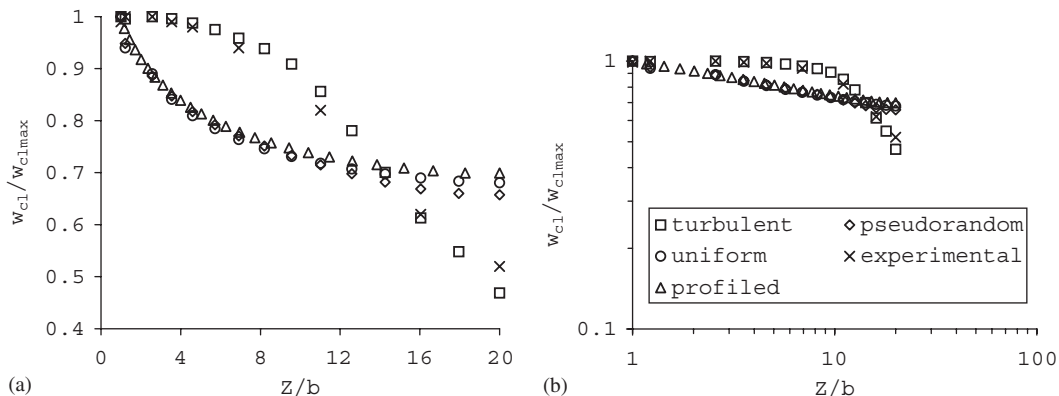 1
0.9
0.8
0.7
0.6
0.5
0.4
w_cl/w_clmax
0 4 8 12 16 20
Z/b
(a)
1
0.1
w_cl/w_clmax
turbulent
pseudorandom
uniform
experimental
profiled
1 10 100
Z/b
(b)